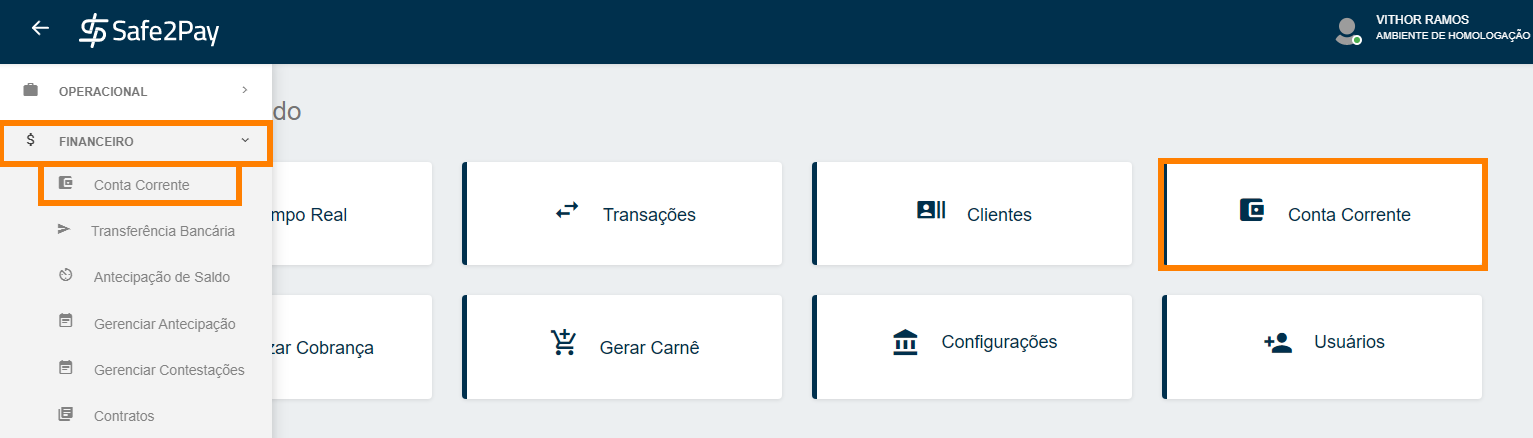 Safe2Pay
VITHOR RAMOS
AMBIENTE DE HOMOLOGAÇÃO
OPERACIONAL
FINANCEIRO
Conta Corrente
Transferência Bancária
Antecipação de Saldo
Gerenciar Antecipação
Gerenciar Contestações
Contratos
do
mpo Real
Transações
Clientes
Conta Corrente
zar Cobrança
Gerar Carnê
Configurações
Usuários